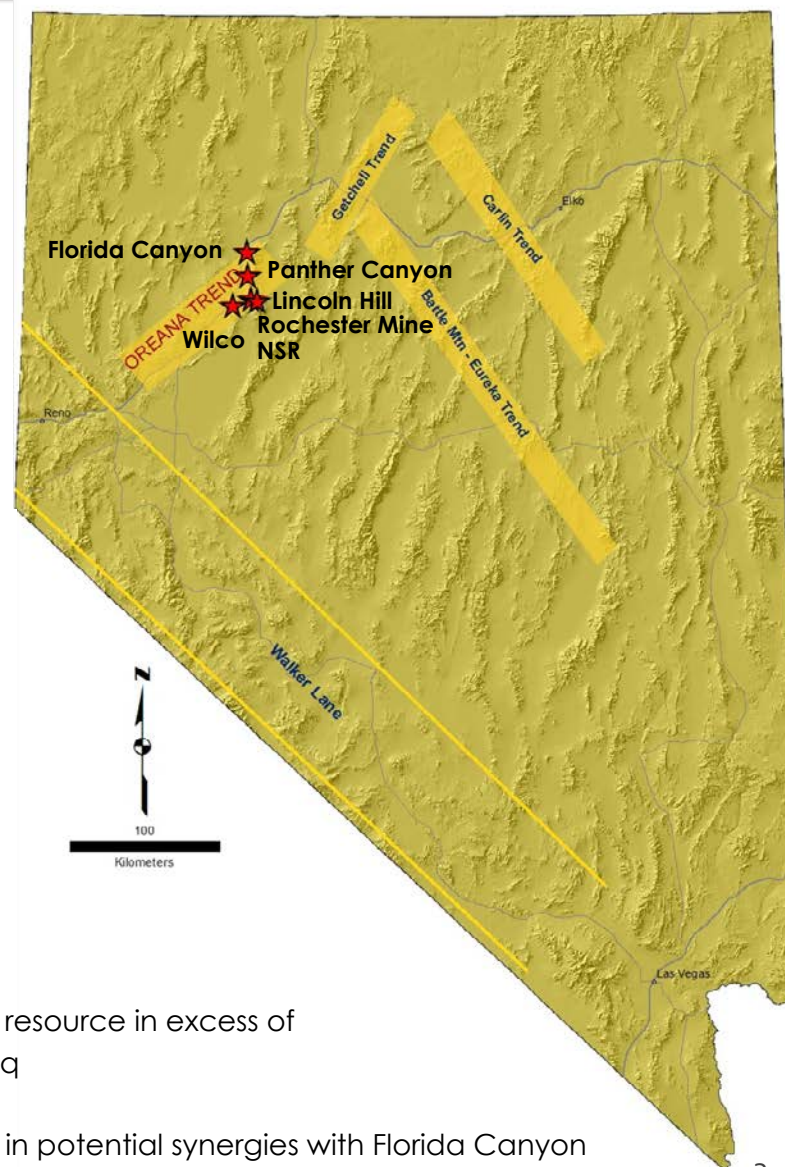 Getchell Trend
Carlin Trend
Elko
Florida Canyon
Panther Canyon
OREANA TREND
Lincoln Hill
Rochester Mine
Wilco
NSR
Battle Mtn - Eureka Trend
Reno
Walker Lane
N
100
Kilometers
Las Vegas
resource in excess of
q
in potential synergies with Florida Canyon